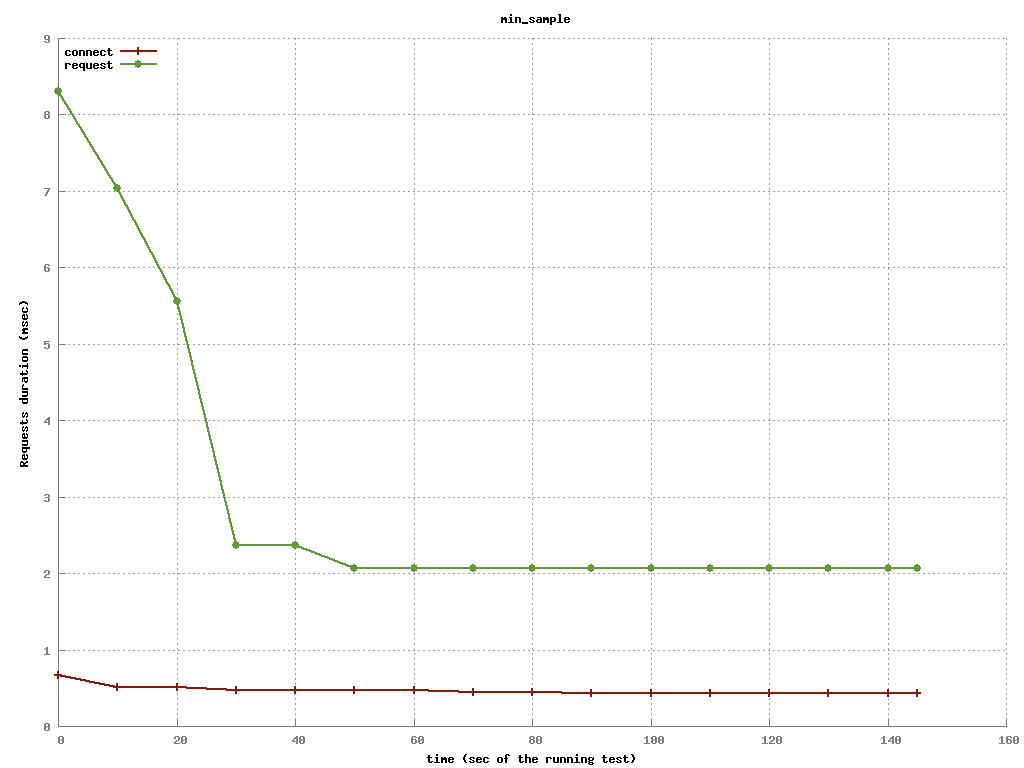 min_sample
connect
request
9
8
7
6
5
4
3
2
1
0
Requests duration (msec)
0 20 40 60 80 100 120 140 160
time (sec of the running test)